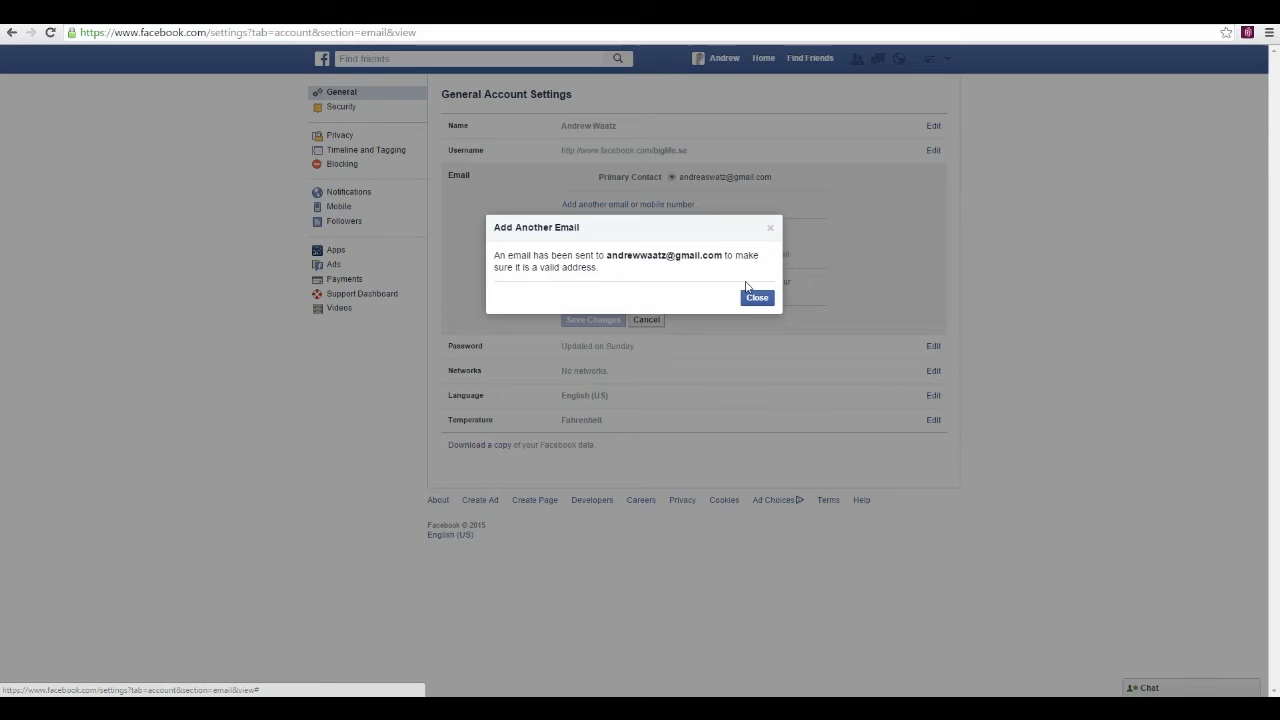 https://www.facebook.com/settings?tab=account&section=email&view
Find friends
Andrew Home Find Friends
General
Security
Privacy
Timeline and Tagging
Blocking
Notifications
Mobile
Followers
Apps
Ads
Payments
Support Dashboard
Videos
General Account Settings
Name Andrew Waatz Edit
Username http://www.facebook.com/biglife.se Edit
Email Primary Contact andreaswatz@gmail.com
Add another email or mobile number
Add Another Email
An email has been sent to andrewwaatz@gmail.com to make
sure it is a valid address.
Close
Save Changes Cancel
Password Updated on Sunday. Edit
Networks No networks. Edit
Language English (US) Edit
Temperature Fahrenheit Edit
Download a copy of your Facebook data.
About Create Ad Create Page Developers Careers Privacy Cookies Ad Choices Terms Help
Facebook © 2015
English (US)
https://www.facebook.com/settings?tab=account&section=email&view#
Chat